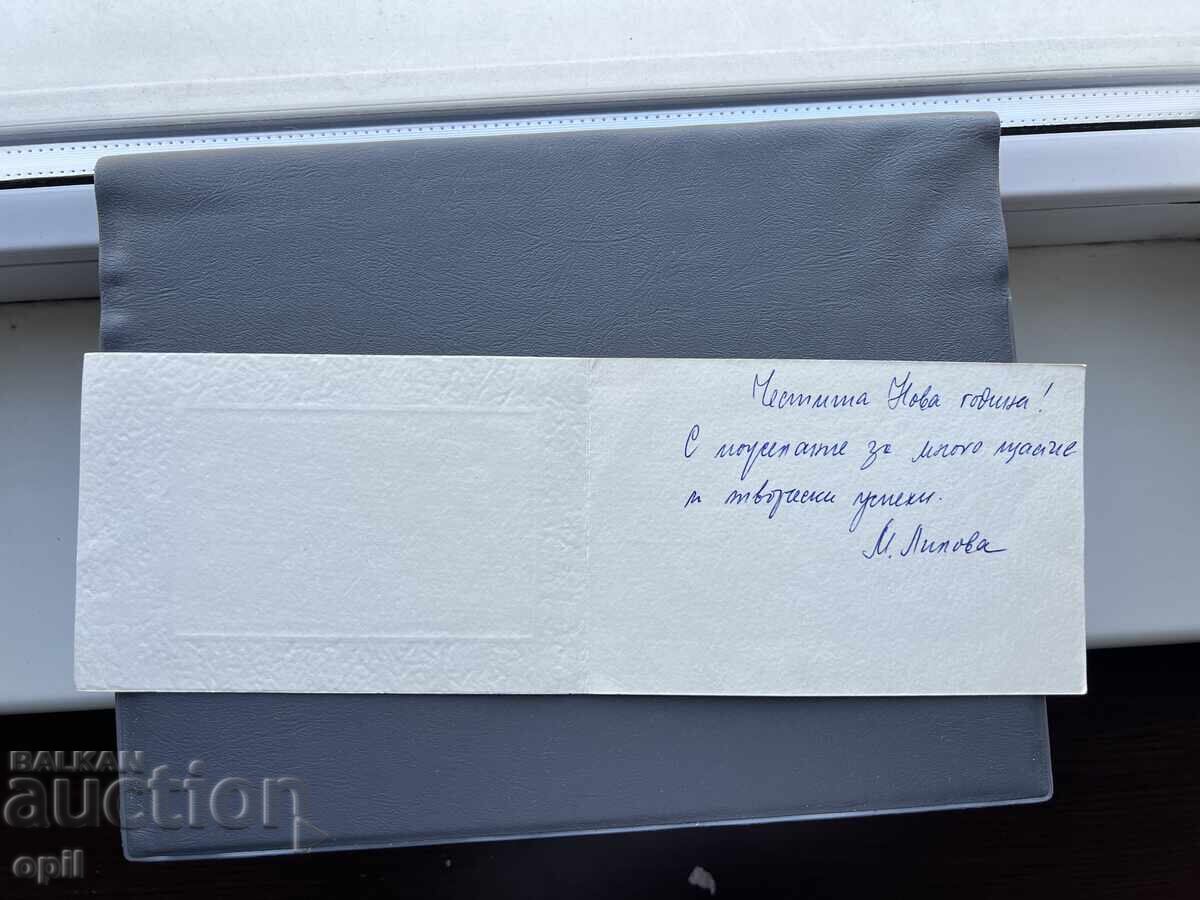 Честита Нова година!
С пожелание за много щастие
и творчески успехи.
М. Липова
BALKAN
auction
opil